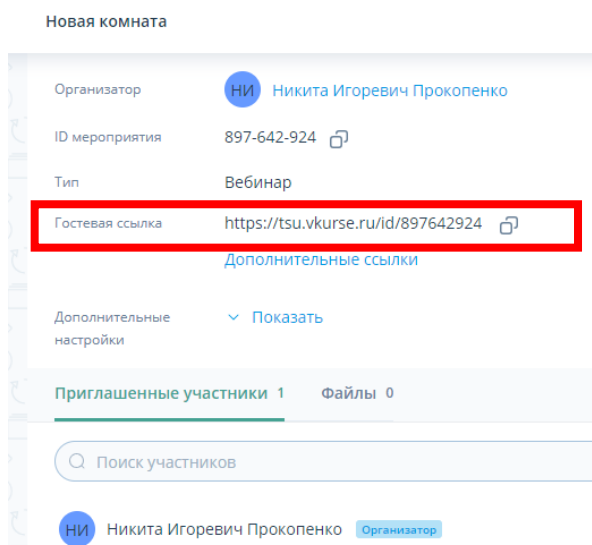 Новая комната
Организатор НИ Никита Игоревич Прокопенко
ID мероприятия 897-642-924
Тип Вебинар
Гостевая ссылка https://tsu.vkurse.ru/id/897642924
Дополнительные ссылки
Дополнительные настройки Показать
Приглашенные участники 1 Файлы 0
Поиск участников
НИ Никита Игоревич Прокопенко Организатор